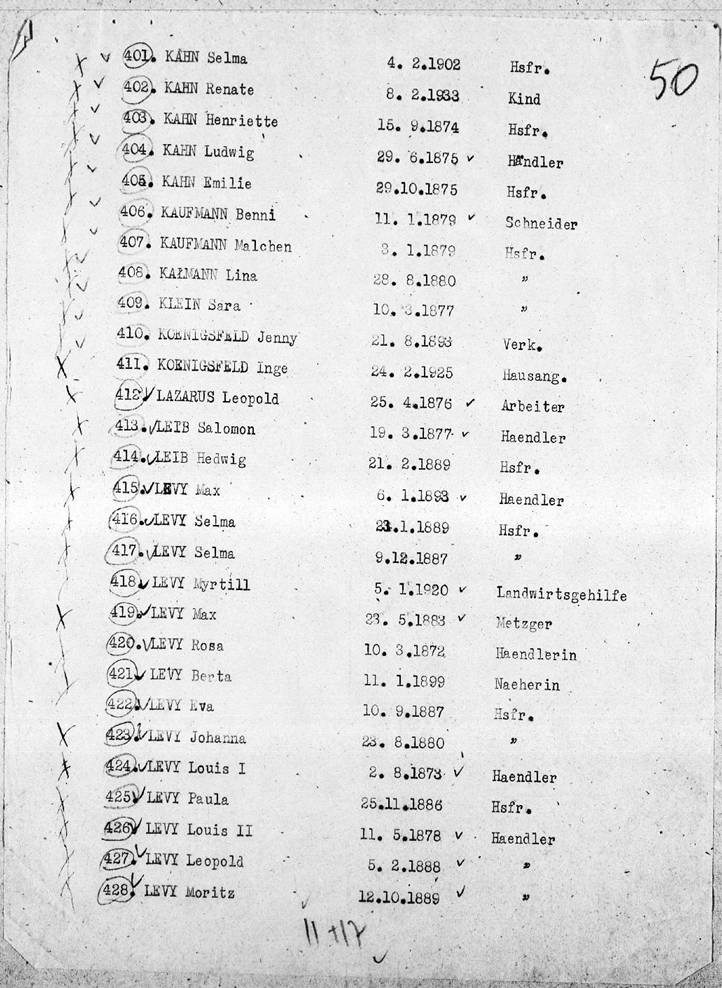 50
401. KAHN Selma 4. 2.1902 Hsfr.
402. KAHN Renate 8. 2.1933 Kind
403. KAHN Henriette 15. 9.1874 Hsfr.
404. KAHN Ludwig 29. 6.1875 ✓ Händler
405. KAHN Emilie 29.10.1875 Hsfr.
406. KAUFMANN Benni 11. 1.1879 ✓ Schneider
407. KAUFMANN Malchen 3. 1.1879 Hsfr.
408. KALMANN Lina 28. 8.1880 "
409. KLEIN Sara 10. 3.1877 "
410. KOENIGSFELD Jenny 21. 8.1893 Verk.
411. KOENIGSFELD Inge 24. 2.1925 Hausang.
412. LAZARUS Leopold 25. 4.1876 ✓ Arbeiter
413. LEIB Salomon 19. 3.1877 ✓ Haendler
414. LEIB Hedwig 21. 2.1889 Hsfr.
415. LEVY Max 6. 1.1893 ✓ Haendler
416. LEVY Selma 1.1889 Hsfr.
417. LEVY Selma 9.12.1887 "
418. LEVY Myrtill 5. 1.1920 ✓ Landwirtsgehilfe
419. LEVY Max 23. 5.1883 ✓ Metzger
420. LEVY Rosa 10. 3.1872 Haendlerin
421. LEVY Berta 11. 1.1899 Naeherin
422. LEVY Eva 10. 9.1887 Hsfr.
423. LEVY Johanna 23. 8.1880 "
424. LEVY Louis I 2. 8.1873 ✓ Haendler
425. LEVY Paula 25.11.1886 Hsfr.
426. LEVY Louis II 11. 5.1878 ✓ Haendler
427. LEVY Leopold 5. 2.1888 ✓ "
428. LEVY Moritz 12.10.1889 ✓ "
11 + 17